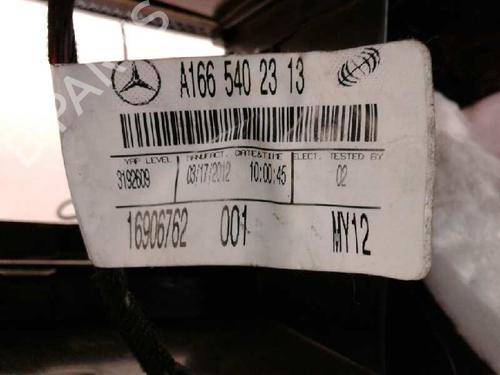 A166 540 23 13
YAP LEVEL MANUFACT. DATE&TIME ELECT. TESTED BY
3192609 03/17/2012 10:00:45 02
16906762 001 MY12